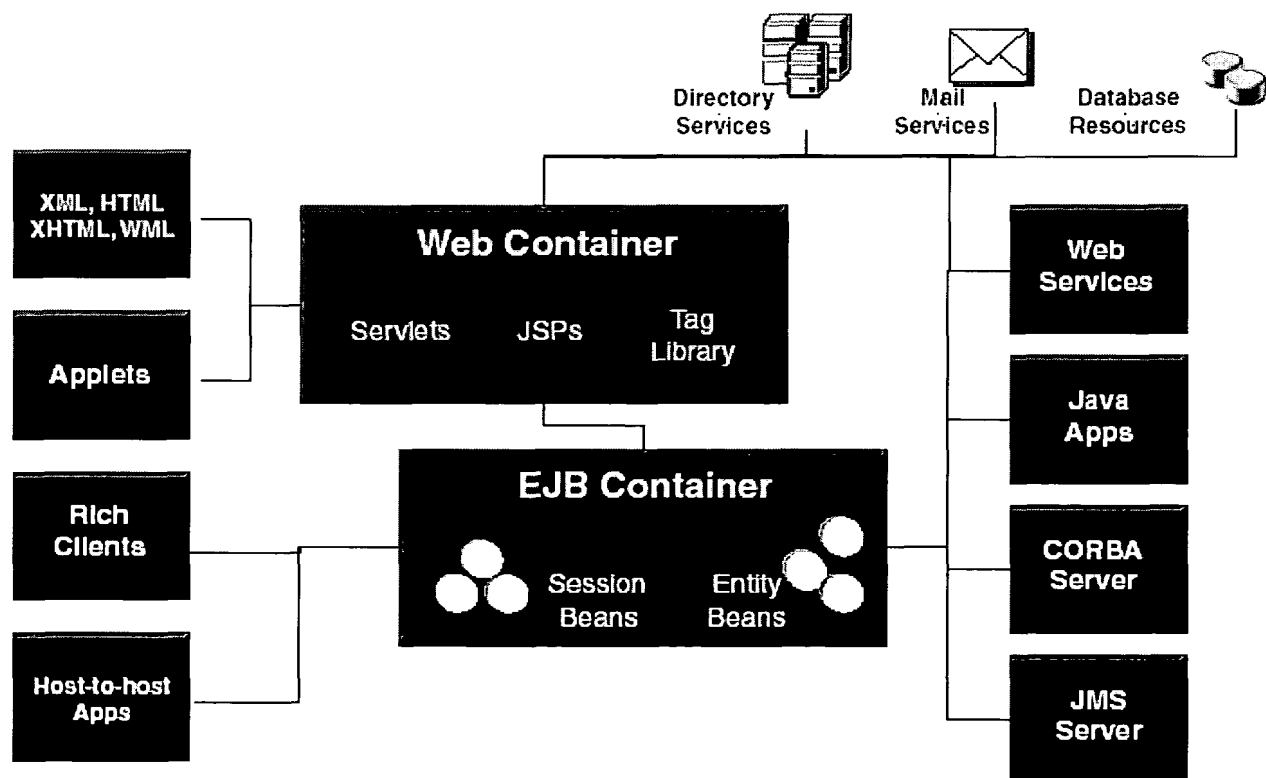 Directory
Services
Mail
Services
Database
Resources
XML, HTML
XHTML, WML
Applets
Rich
Clients
Host-to-host
Apps
Web Container
Servlets
JSPs
Tag
Library
EJB Container
Session
Beans
Entity
Beans
Web
Services
Java
Apps
CORBA
Server
JMS
Server